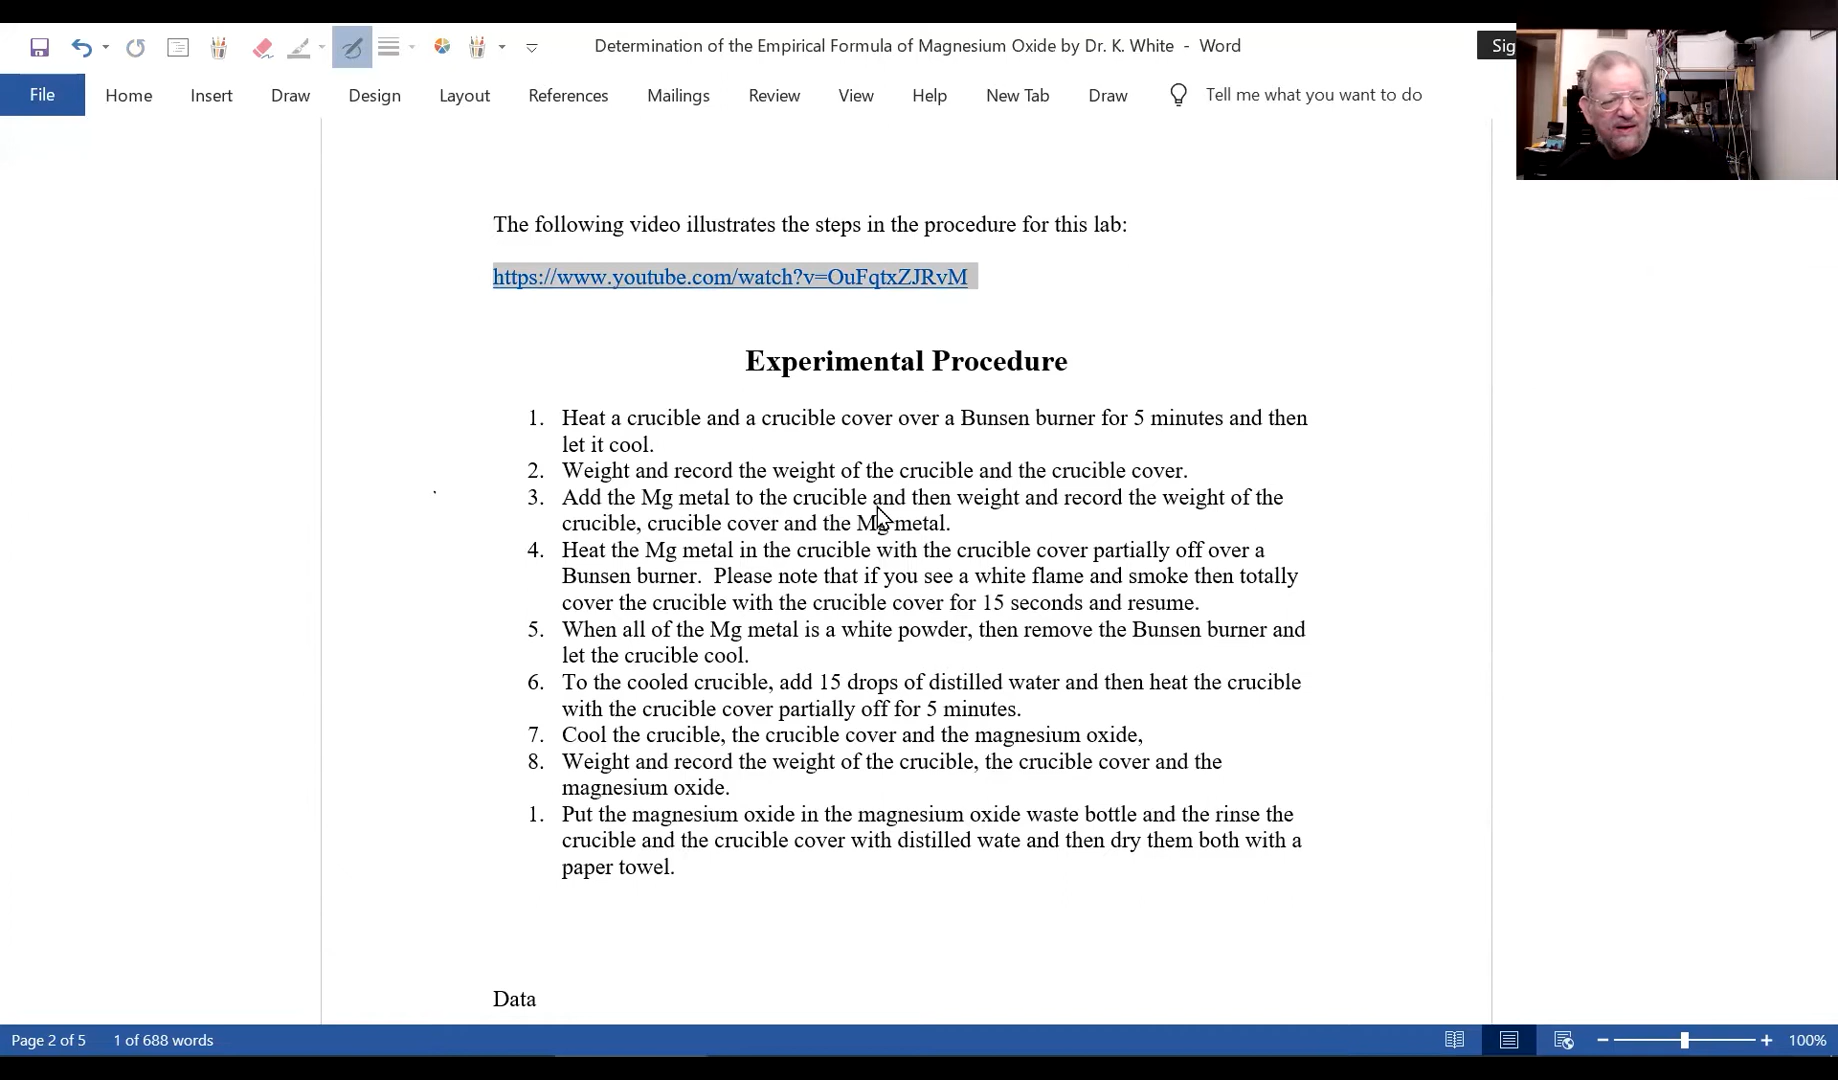 Determination of the Empirical Formula of Magnesium Oxide by Dr. K. White - Word
Sig
File Home Insert Draw Design Layout References Mailings Review View Help New Tab Draw Tell me what you want to do
The following video illustrates the steps in the procedure for this lab:
https://www.youtube.com/watch?v=OuFqtxZJRvM
Experimental Procedure
1. Heat a crucible and a crucible cover over a Bunsen burner for 5 minutes and then
let it cool.
2. Weight and record the weight of the crucible and the crucible cover.
3. Add the Mg metal to the crucible and then weight and record the weight of the
crucible, crucible cover and the Mg metal.
4. Heat the Mg metal in the crucible with the crucible cover partially off over a
Bunsen burner. Please note that if you see a white flame and smoke then totally
cover the crucible with the crucible cover for 15 seconds and resume.
5. When all of the Mg metal is a white powder, then remove the Bunsen burner and
let the crucible cool.
6. To the cooled crucible, add 15 drops of distilled water and then heat the crucible
with the crucible cover partially off for 5 minutes.
7. Cool the crucible, the crucible cover and the magnesium oxide,
8. Weight and record the weight of the crucible, the crucible cover and the
magnesium oxide.
1. Put the magnesium oxide in the magnesium oxide waste bottle and the rinse the
crucible and the crucible cover with distilled wate and then dry them both with a
paper towel.
Data
Page 2 of 5 1 of 688 words 100%